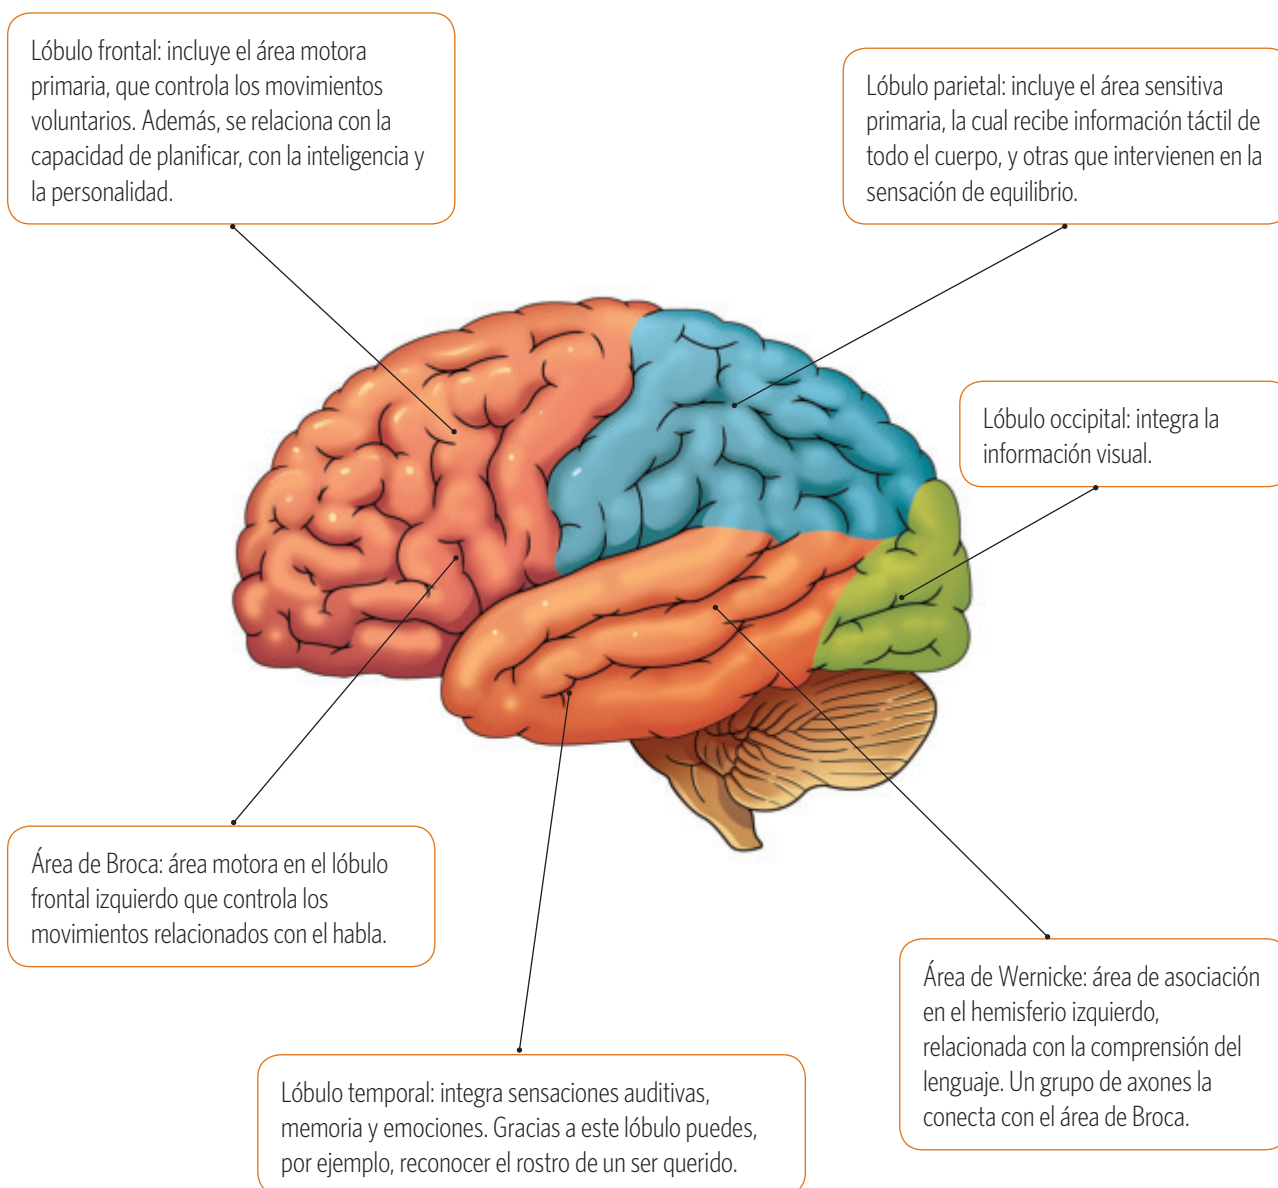 Lóbulo frontal: incluye el área motora
primaria, que controla los movimientos
voluntarios. Además, se relaciona con la
capacidad de planificar, con la inteligencia y
la personalidad.
Lóbulo parietal: incluye el área sensitiva
primaria, la cual recibe información táctil de
todo el cuerpo, y otras que intervienen en la
sensación de equilibrio.
Lóbulo occipital: integra la
información visual.
Área de Broca: área motora en el lóbulo
frontal izquierdo que controla los
movimientos relacionados con el habla.
Área de Wernicke: área de asociación
en el hemisferio izquierdo,
relacionada con la comprensión del
lenguaje. Un grupo de axones la
conecta con el área de Broca.
Lóbulo temporal: integra sensaciones auditivas,
memoria y emociones. Gracias a este lóbulo puedes,
por ejemplo, reconocer el rostro de un ser querido.